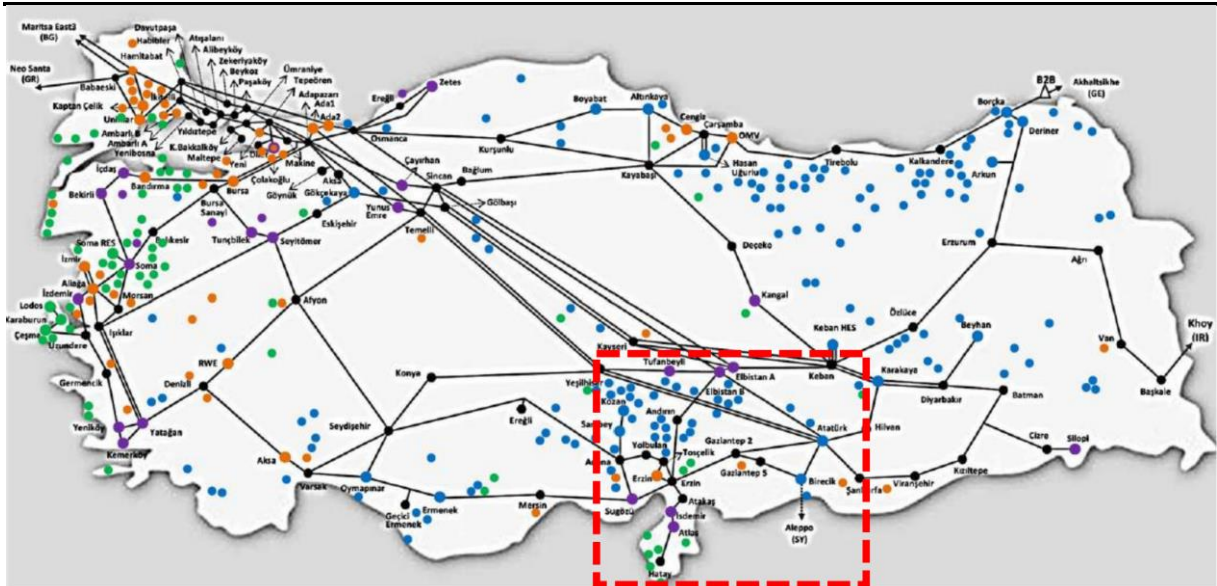 Maritsa East3
(BG)
Neo Santa
(GR)
Davutpaşa
Habibler
Hamitabat
Atışalanı
Alibeyköy
Zekeriyaköy
Beykoz
Paşaköy
Ümraniye
Tepeören
Adapazarı
Ada1
Ada2
Babaeski
Kaptan Çelik
Ambarlı B
Ambarlı A
Yenibosna
Yıldıztepe
K.Bakkalköy
Maltepe
Yeni
Çolakoğlu
Göynük
Makine
Aksa
Gökçekaya
Ereğli
Zetes
Osmanca
Kurşunlu
Boyabat
Altınkaya
Cengiz
Çarşamba
OMV
Hasan
Uğurlu
Kayabaşı
Tirebolu
Kalkandere
Borçka
B2B
Akhaltsikhe
(GE)
Deriner
Arkun
Erzurum
Ağrı
Van
Khoy
(IR)
Başkale
Çayırhan
Sincan
Bağlum
Gölbaşı
Yunus
Emre
Temelli
Eskişehir
İçdaş
Bekirli
Bandırma
Bursa
Bursa
Sanayi
Tunçbilek
Seyitömer
Balıkesir
Soma RES
Soma
İzmir
Aliağa
İzdemir
Morsan
Lodos
Karaburun
Çeşme
Uzundere
Işıklar
Germencik
Yeniköy
Kemerköy
Yatağan
Denizli
RWE
Afyon
Aksa
Varsak
Oymapınar
Seydişehir
Konya
Ereğli
Geçici
Ermenek
Ermenek
Mersin
Deçeko
Kangal
Keban HES
Keban
Özlüce
Beyhan
Karakaya
Diyarbakır
Batman
Hilvan
Cizre
Silopi
Kızıltepe
Viranşehir
Şanlıurfa
Atatürk
Birecik
Aleppo
(SY)
Gaziantep 2
Gaziantep 5
Kayseri
Yeşilhisar
Tufanbeyli
Elbistan A
Elbistan B
Kozan
Andırın
Sanbey
Adana
Yolbulan
Tosçelik
Erzin
Erzin
Sugözü
Atakaş
İsdemir
Atlas
Hatay